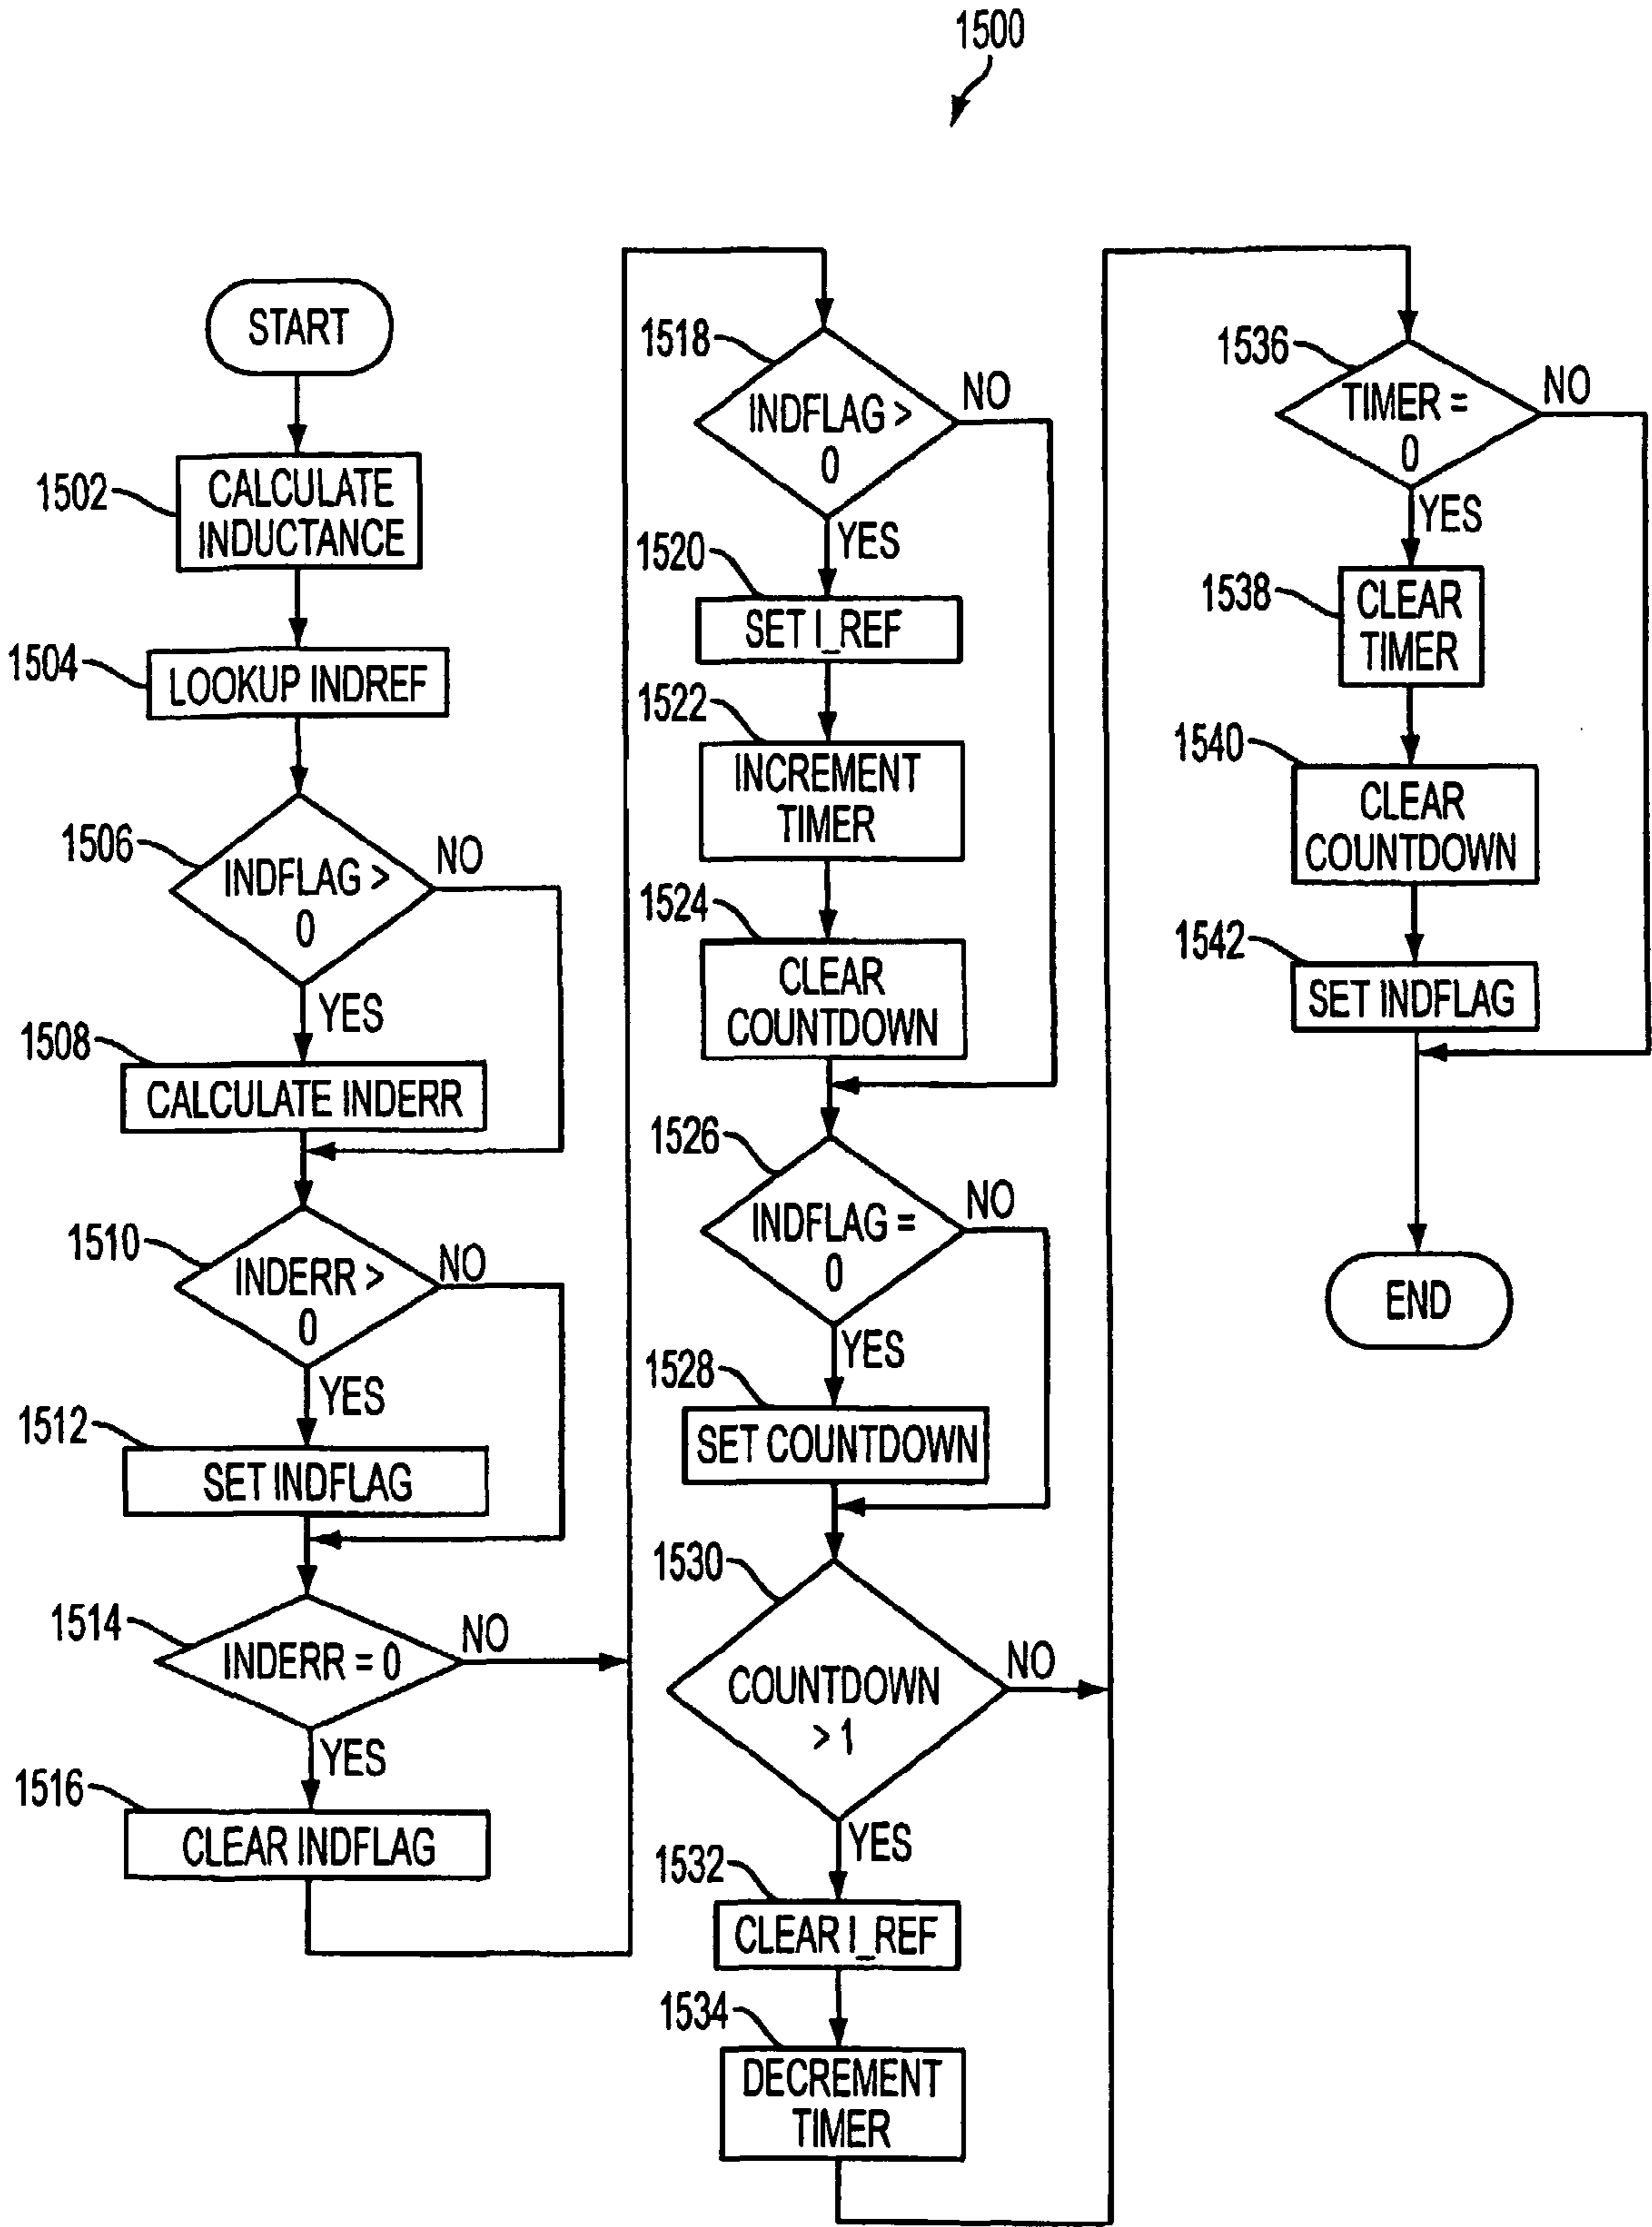 1500
START
1502
CALCULATE
INDUCTANCE
1504
LOOKUP INDREF
1506
INDFLAG >
0
NO
YES
1508
CALCULATE INDERR
1510
INDERR >
0
NO
YES
1512
SET INDFLAG
1514
INDERR = 0
NO
YES
1516
CLEAR INDFLAG
1518
INDFLAG >
0
NO
YES
1520
SET I_REF
1522
INCREMENT
TIMER
1524
CLEAR
COUNTDOWN
1526
INDFLAG =
0
NO
YES
1528
SET COUNTDOWN
1530
COUNTDOWN
> 1
NO
YES
1532
CLEAR I_REF
1534
DECREMENT
TIMER
1536
TIMER =
0
NO
YES
1538
CLEAR
TIMER
1540
CLEAR
COUNTDOWN
1542
SET INDFLAG
END